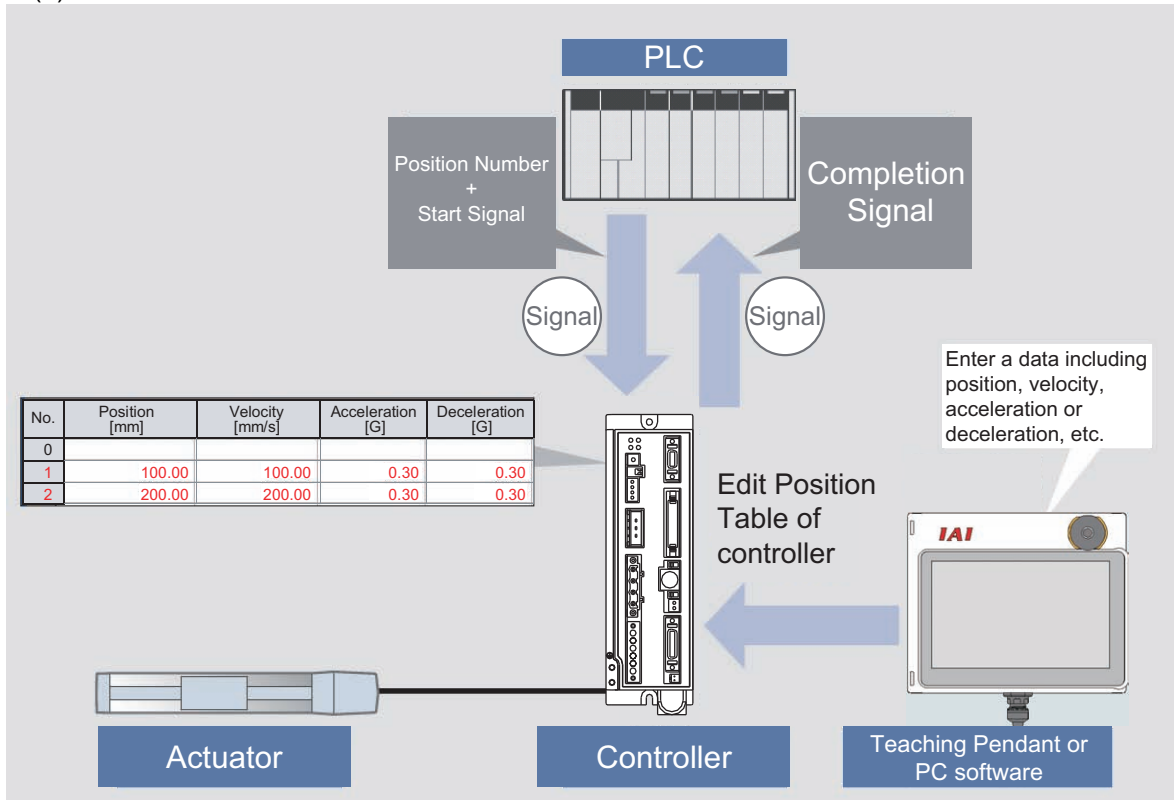 PLC
Position Number
+
Start Signal
Completion
Signal
Signal
Signal
Enter a data including
position, velocity,
acceleration or
deceleration, etc.
No. Position [mm] Velocity [mm/s] Acceleration [G] Deceleration [G]
0
1 100.00 100.00 0.30 0.30
2 200.00 200.00 0.30 0.30
Edit Position
Table of
controller
IAI
Actuator
Controller
Teaching Pendant or
PC software